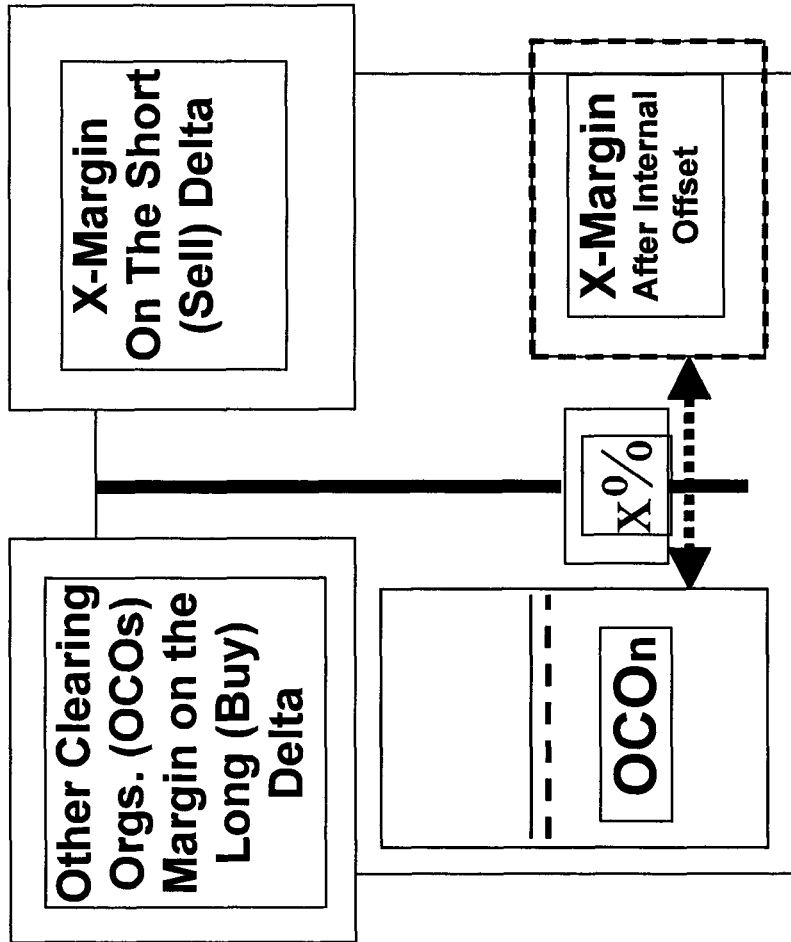 Other Clearing
Orgs. (OCOs)
Margin on the
Long (Buy)
Delta
X-Margin
On The Short
(Sell) Delta
OCOn
x%
X-Margin
After Internal
Offset